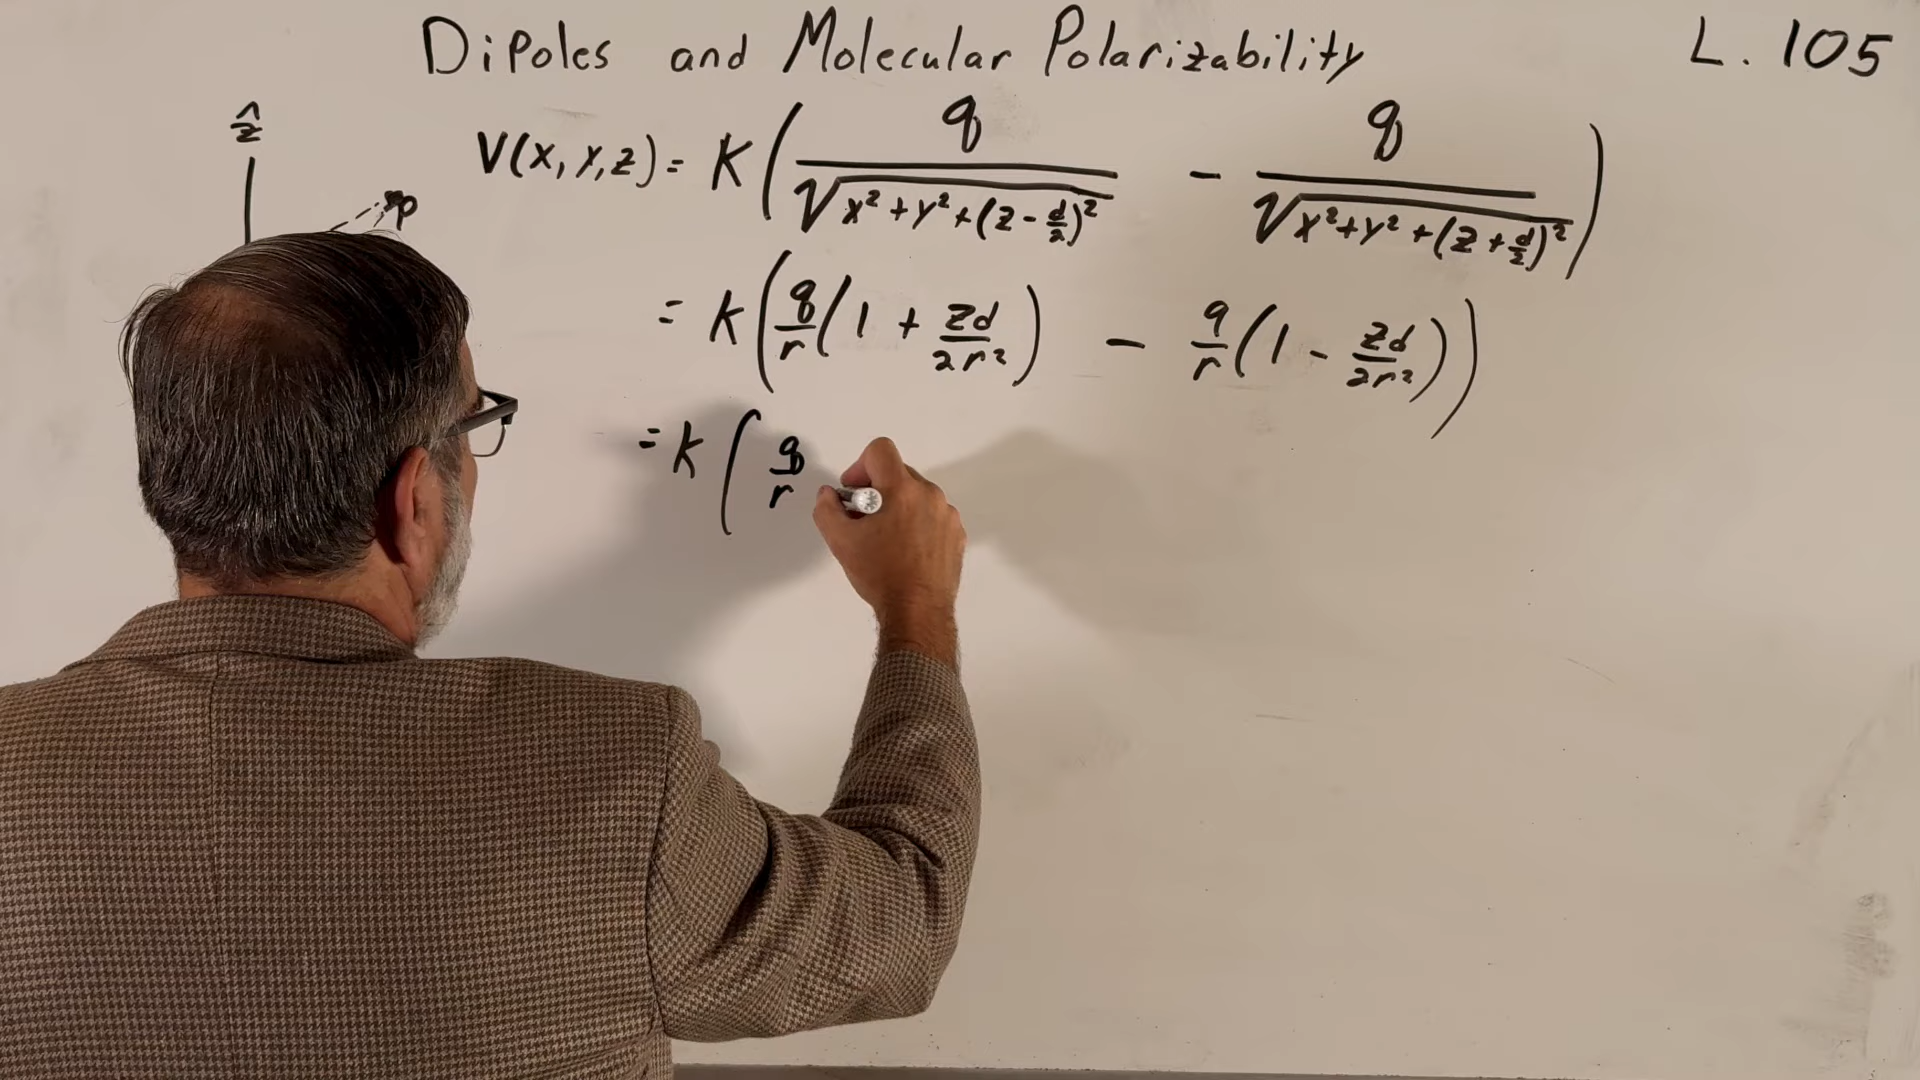 Dipoles and Molecular Polarizability L. 105
ẑ
p
V(x,y,z) = K( q / √(x² + y² + (z - d/2)²) - q / √(x² + y² + (z + d/2)²) )
= K( q/r (1 + zd/2r²) - q/r (1 - zd/2r²) )
= K( q/r